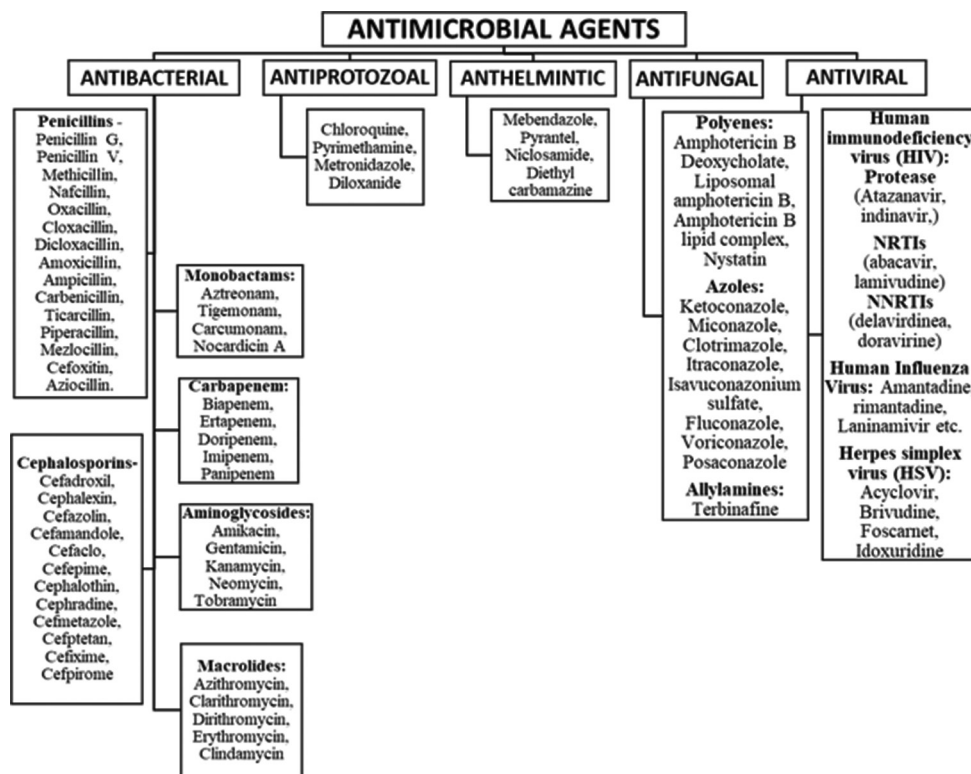 ANTIMICROBIAL AGENTS
ANTIBACTERIAL
ANTIPROTOZOAL
ANTHELMINTIC
ANTIFUNGAL
ANTIVIRAL
Penicillins -
Penicillin G,
Penicillin V,
Methicillin,
Nafcillin,
Oxacillin,
Cloxacillin,
Dicloxacillin,
Amoxicillin,
Ampicillin,
Carbenicillin,
Ticarcillin,
Piperacillin,
Mezlocillin,
Cefoxitin,
Aziocillin.
Cephalosporins-
Cefadroxil,
Cephalexin,
Cefazolin,
Cefamandole,
Cefaclo,
Cefepime,
Cephalothin,
Cephradine,
Cefmetazole,
Cefptetan,
Cefixime,
Cefpirome
Monobactams:
Aztreonam,
Tigemonam,
Carcumonam,
Nocardicin A
Carbapenem:
Biapenem,
Ertapenem,
Doripenem,
Imipenem,
Panipenem
Aminoglycosides:
Amikacin,
Gentamicin,
Kanamycin,
Neomycin,
Tobramycin
Macrolides:
Azithromycin,
Clarithromycin,
Dirithromycin,
Erythromycin,
Clindamycin
Chloroquine,
Pyrimethamine,
Metronidazole,
Diloxanide
Mebendazole,
Pyrantel,
Niclosamide,
Diethyl
carbamazine
Polyenes:
Amphotericin B
Deoxycholate,
Liposomal
amphotericin B,
Amphotericin B
lipid complex,
Nystatin
Azoles:
Ketoconazole,
Miconazole,
Clotrimazole,
Itraconazole,
Isavuconazonium
sulfate,
Fluconazole,
Voriconazole,
Posaconazole
Allylamines:
Terbinafine
Human
immunodeficiency
virus (HIV):
Protease
(Atazanavir,
indinavir,)
NRTIs
(abacavir,
lamivudine)
NNRTIs
(delavirdinea,
doravirine)
Human Influenza
Virus: Amantadine,
rimantadine,
Laninamivir etc.
Herpes simplex
virus (HSV):
Acyclovir,
Brivudine,
Foscarnet,
Idoxuridine